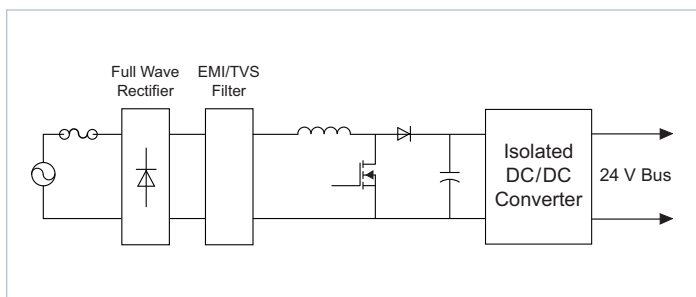 Full Wave
Rectifier
EMI/TVS
Filter
Isolated
DC/DC
Converter
24 V Bus